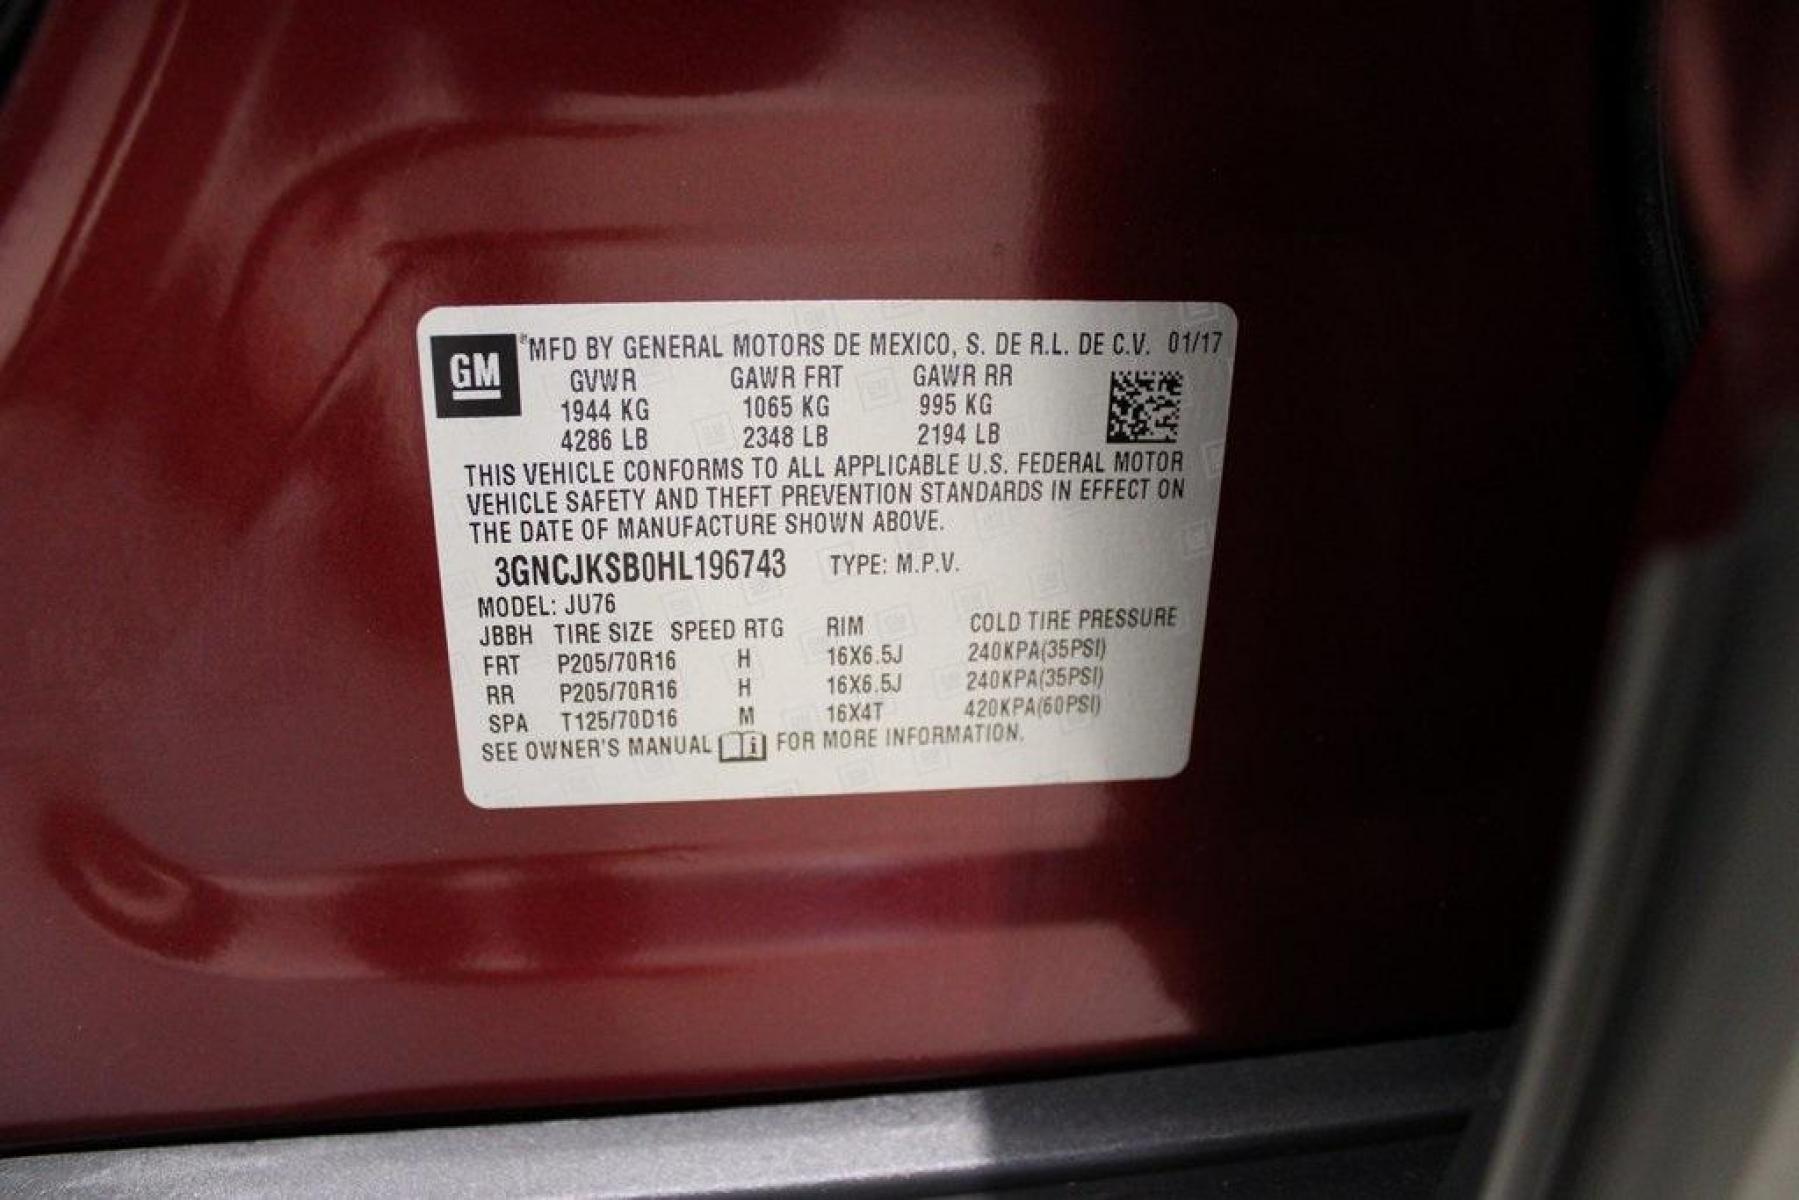 GM ®MFD BY GENERAL MOTORS DE MEXICO, S. DE R.L. DE C.V. 01/17
GVWR GAWR FRT GAWR RR
1944 KG 1065 KG 995 KG
4286 LB 2348 LB 2194 LB
THIS VEHICLE CONFORMS TO ALL APPLICABLE U.S. FEDERAL MOTOR
VEHICLE SAFETY AND THEFT PREVENTION STANDARDS IN EFFECT ON
THE DATE OF MANUFACTURE SHOWN ABOVE.
3GNCJKSB0HL196743 TYPE: M.P.V.
MODEL: JU76
JBBH TIRE SIZE SPEED RTG RIM COLD TIRE PRESSURE
FRT P205/70R16 H 16X6.5J 240KPA(35PSI)
RR P205/70R16 H 16X6.5J 240KPA(35PSI)
SPA T125/70D16 M 16X4T 420KPA(60PSI)
SEE OWNER'S MANUAL i FOR MORE INFORMATION.